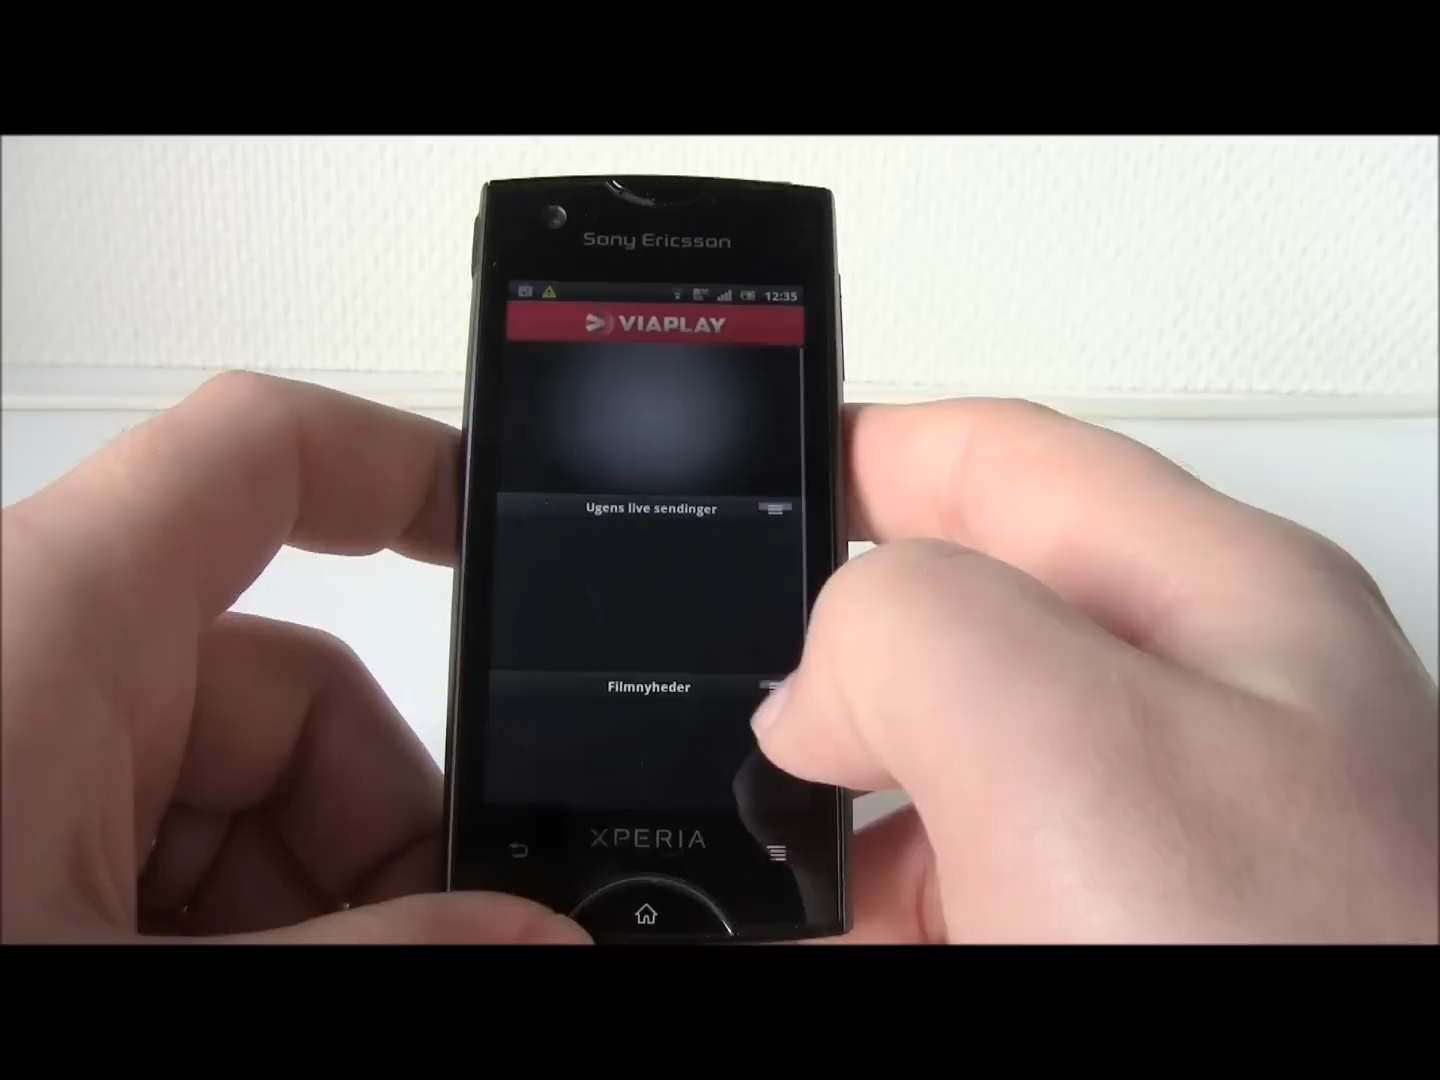 Sony Ericsson
12:35
VIAPLAY
Ugens live sendinger
Filmnyheder
XPERIA